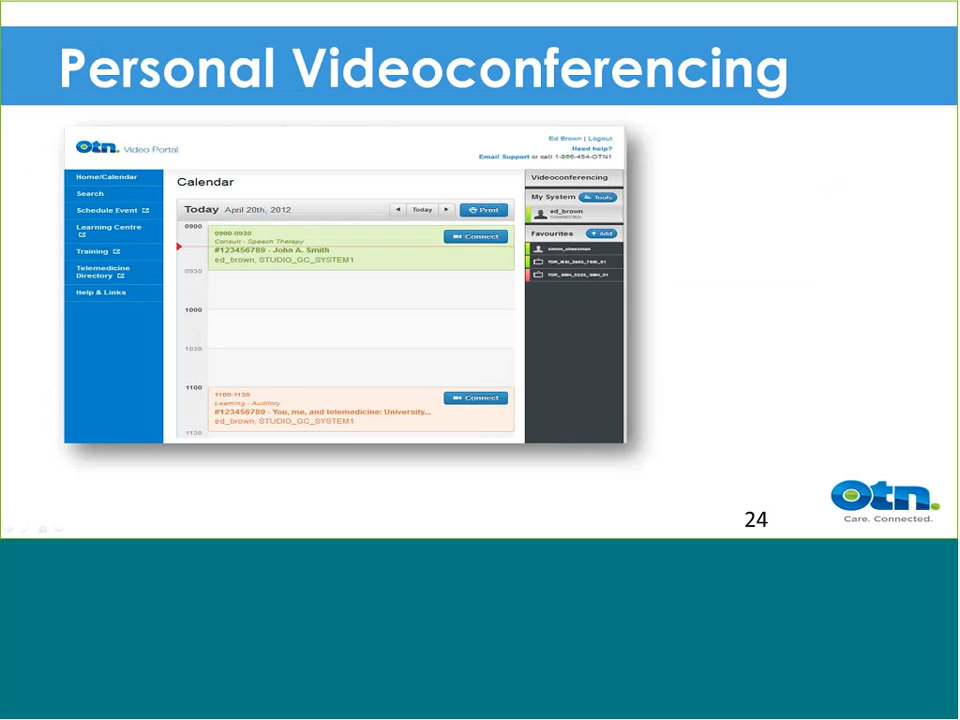 Personal Videoconferencing
Otn. Video Portal
Ed Brown | Logout
Need help?
Email Support or call 1-866-454-OTN1
Home/Calendar
Search
Schedule Event
Learning Centre
Training
Telemedicine
Directory
Help & Links
Calendar
Today April 20th, 2012
Today
Print
0900
0900-0930
Consult - Speech Therapy
#123456789 - John A. Smith
ed_brown, STUDIO_GC_SYSTEM1
Connect
0930
1000
1030
1100
1100-1130
Learning - Auditory
#123456789 - You, me, and telemedicine: University...
ed_brown, STUDIO_GC_SYSTEM1
Connect
1130
Videoconferencing
My System Tools
ed_brown
CONNECTED
Favourites + Add
Otn.
Care. Connected.
24